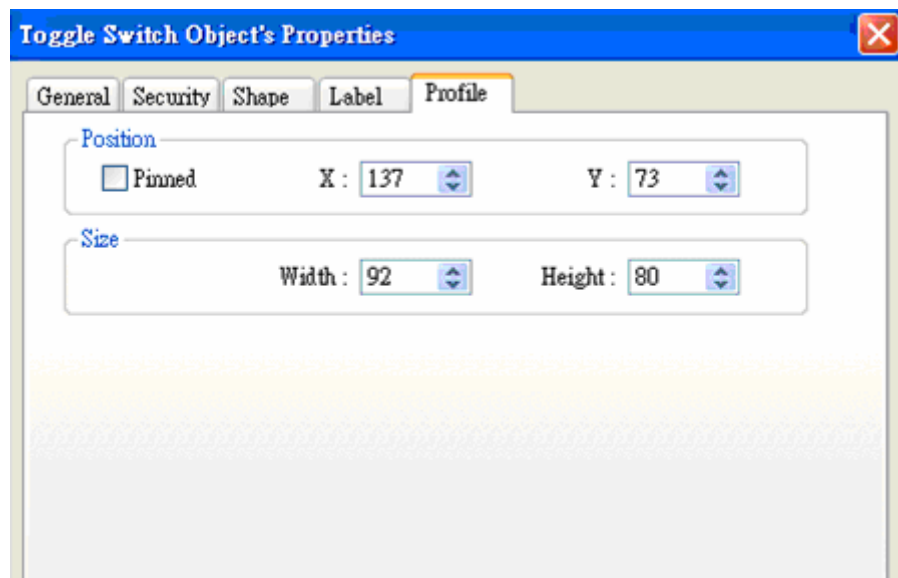 Toggle Switch Object's Properties
General Security Shape Label Profile
Position
Pinned X : 137 Y : 73
Size
Width : 92 Height : 80